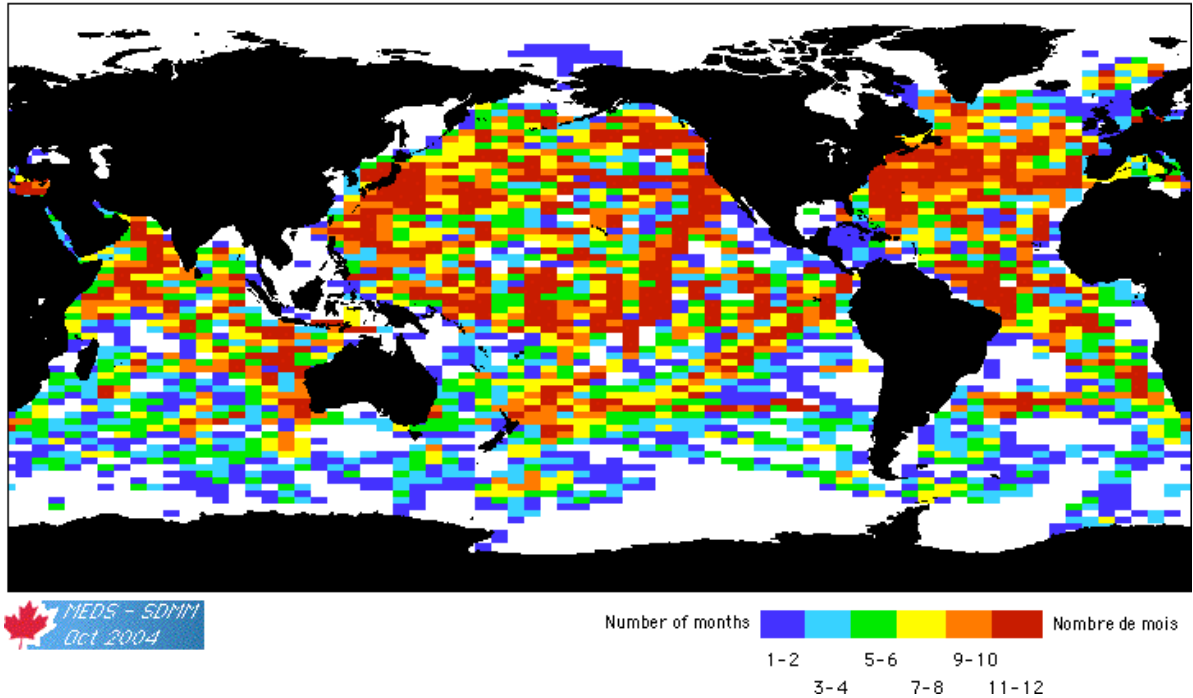 MEDS - SDMM
Oct 2004
Number of months
Nombre de mois
1-2
5-6
9-10
3-4
7-8
11-12